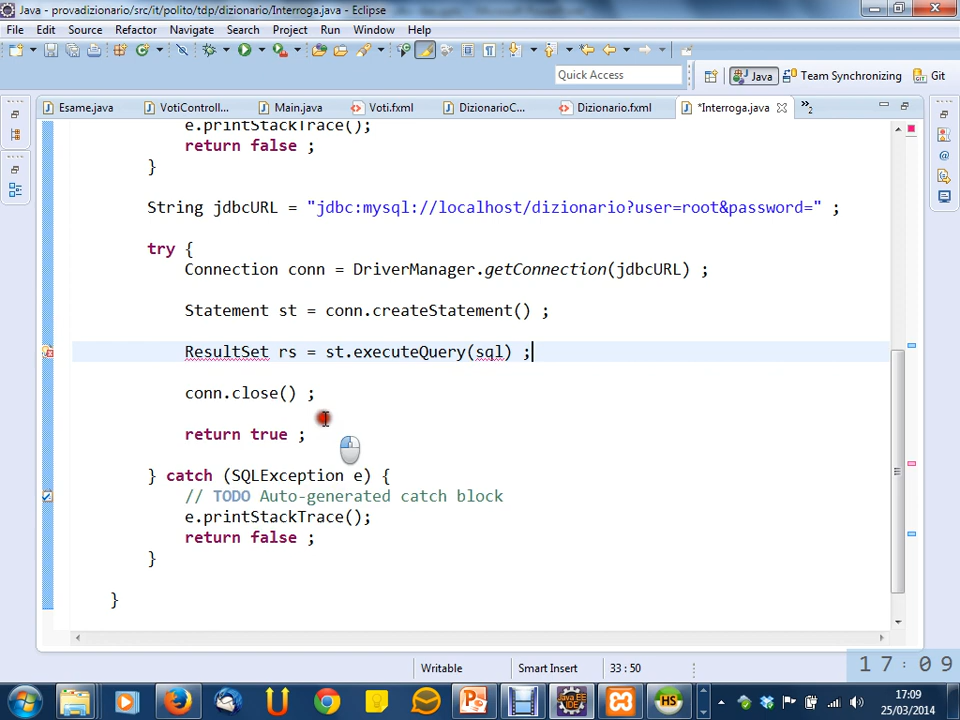 Java - provadizionario/src/it/polito/tdp/dizionario/Interroga.java - Eclipse
File Edit Source Refactor Navigate Search Project Run Window Help
Quick Access
Java
Team Synchronizing
Git
Esame.java
VotiControll...
Main.java
Voti.fxml
DizionarioC...
Dizionario.fxml
*Interroga.java
»2
e.printStackTrace();
return false ;
}
String jdbcURL = "jdbc:mysql://localhost/dizionario?user=root&password=" ;
try {
Connection conn = DriverManager.getConnection(jdbcURL) ;
Statement st = conn.createStatement() ;
ResultSet rs = st.executeQuery(sql) ;
conn.close() ;
return true ;
} catch (SQLException e) {
// TODO Auto-generated catch block
e.printStackTrace();
return false ;
}
}
Writable
Smart Insert
33 : 50
17:09
HS
17:09
25/03/2014